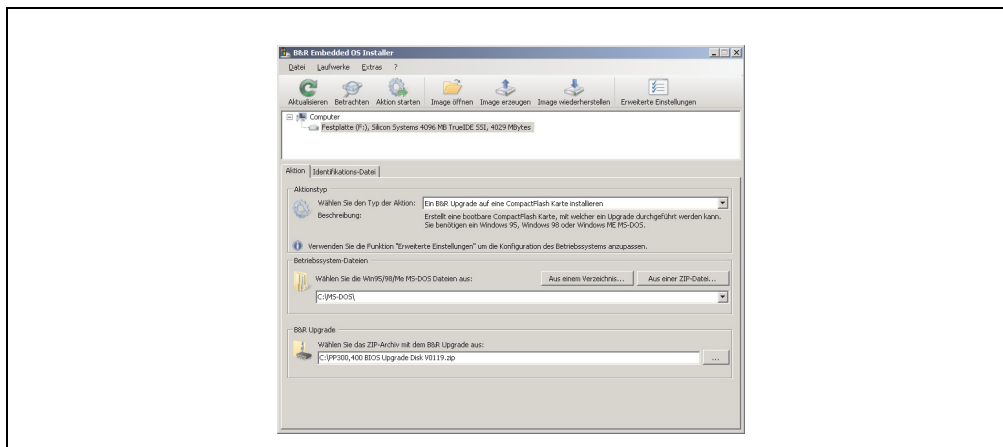 B&R Embedded OS Installer
Datei Laufwerke Extras ?
Aktualisieren Betrachten Aktion starten Image öffnen Image erzeugen Image wiederherstellen Erweiterte Einstellungen
Computer
Festplatte (F:), Silicon Systems 4096 MB TrueIDE SSI, 4029 MBytes
Aktion Identifikations-Datei
Aktionstyp
Wählen Sie den Typ der Aktion: Ein B&R Upgrade auf eine CompactFlash Karte installieren
Beschreibung: Erstellt eine bootbare CompactFlash Karte, mit welcher ein Upgrade durchgeführt werden kann.
Sie benötigen ein Windows 95, Windows 98 oder Windows ME MS-DOS.
Verwenden Sie die Funktion "Erweiterte Einstellungen" um die Konfiguration des Betriebssystems anzupassen.
Betriebssystem-Dateien
Wählen Sie die Win95/98/Me MS-DOS Dateien aus: Aus einem Verzeichnis... Aus einer ZIP-Datei...
C:\MS-DOS\
B&R Upgrade
Wählen Sie das ZIP-Archiv mit dem B&R Upgrade aus:
C:\PP300,400 BIOS Upgrade Disk V0119.zip ...